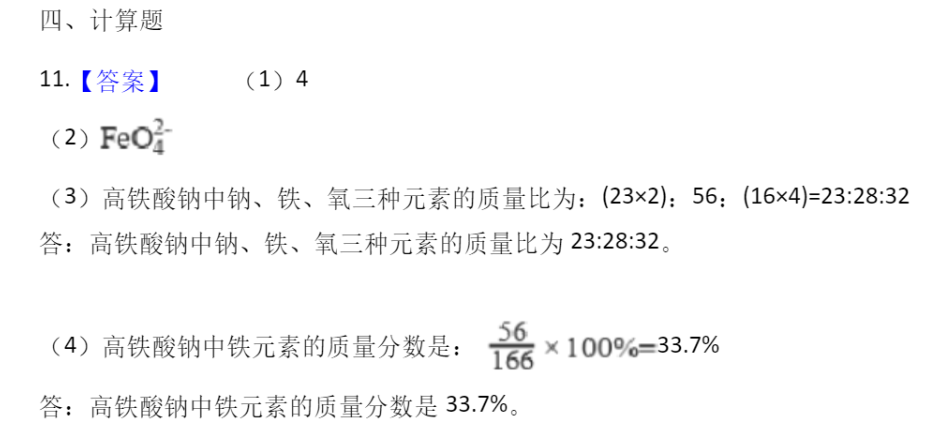 四、计算题
11.【答案】 （1）4
（2）FeO₄²⁻
（3）高铁酸钠中钠、铁、氧三种元素的质量比为：(23×2)：56：(16×4)=23:28:32
答：高铁酸钠中钠、铁、氧三种元素的质量比为 23:28:32。
（4）高铁酸钠中铁元素的质量分数是： 56/166 × 100%=33.7%
答：高铁酸钠中铁元素的质量分数是 33.7%。